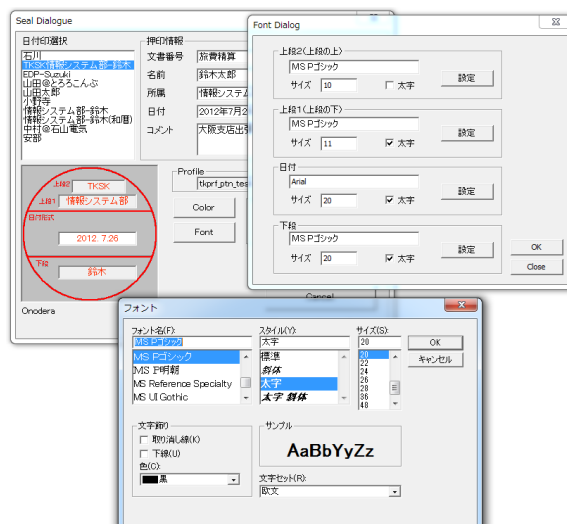 Seal Dialogue
日付印選択
石川
TKSK情報システム部-鈴木
EDP-Suzuki
山田@とろろこんぶ
山田太郎
小野寺
情報システム部-鈴木
情報システム部-鈴木(和暦)
中村@石山電気
安部
押印情報
文書番号 旅費精算
名前 鈴木太郎
所属 情報システム
日付 2012年7月2
コメント 大阪支店出
上段2 TKSK
上段1 情報システム部
日付形式
2012. 7.26
下段 鈴木
Onodera
Profile
tkprf_ptn_tes
Color
Font
Cancel
Font Dialog
上段2(上段の上)
MS Pゴシック
サイズ 10 太字
設定
上段1(上段の下)
MS Pゴシック
サイズ 11 太字
設定
日付
Arial
サイズ 20 太字
設定
下段
MS Pゴシック
サイズ 20 太字
設定
OK
Close
フォント
フォント名(F):
MS Pゴシック
MS Pゴシック
MS P明朝
MS Reference Specialty
MS UI Gothic
スタイル(Y):
太字
標準
斜体
太字
太字 斜体
サイズ(S):
20
20
22
24
26
28
36
48
OK
キャンセル
文字飾り
取り消し線(K)
下線(U)
色(C):
黒
サンプル
AaBbYyZz
文字セット(R):
欧文